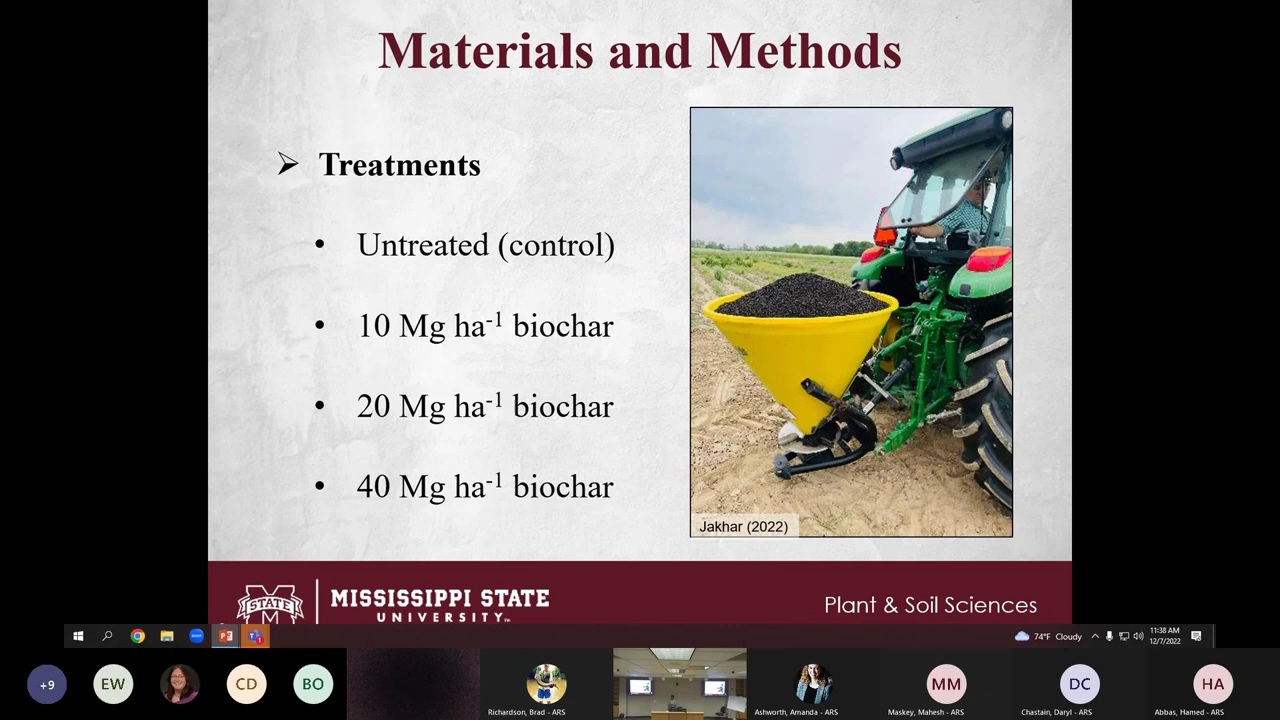 Materials and Methods
➢ Treatments
• Untreated (control)
• 10 Mg ha-1 biochar
• 20 Mg ha-1 biochar
• 40 Mg ha-1 biochar
Jakhar (2022)
STATE
M
MISSISSIPPI STATE
UNIVERSITY™
Plant & Soil Sciences
74°F Cloudy
11:38 AM
12/7/2022
+9
EW
CD
BO
MM
DC
HA
Richardson, Brad - ARS
Ashworth, Amanda - ARS
Maskey, Mahesh - ARS
Chastain, Daryl - ARS
Abbas, Hamed - ARS